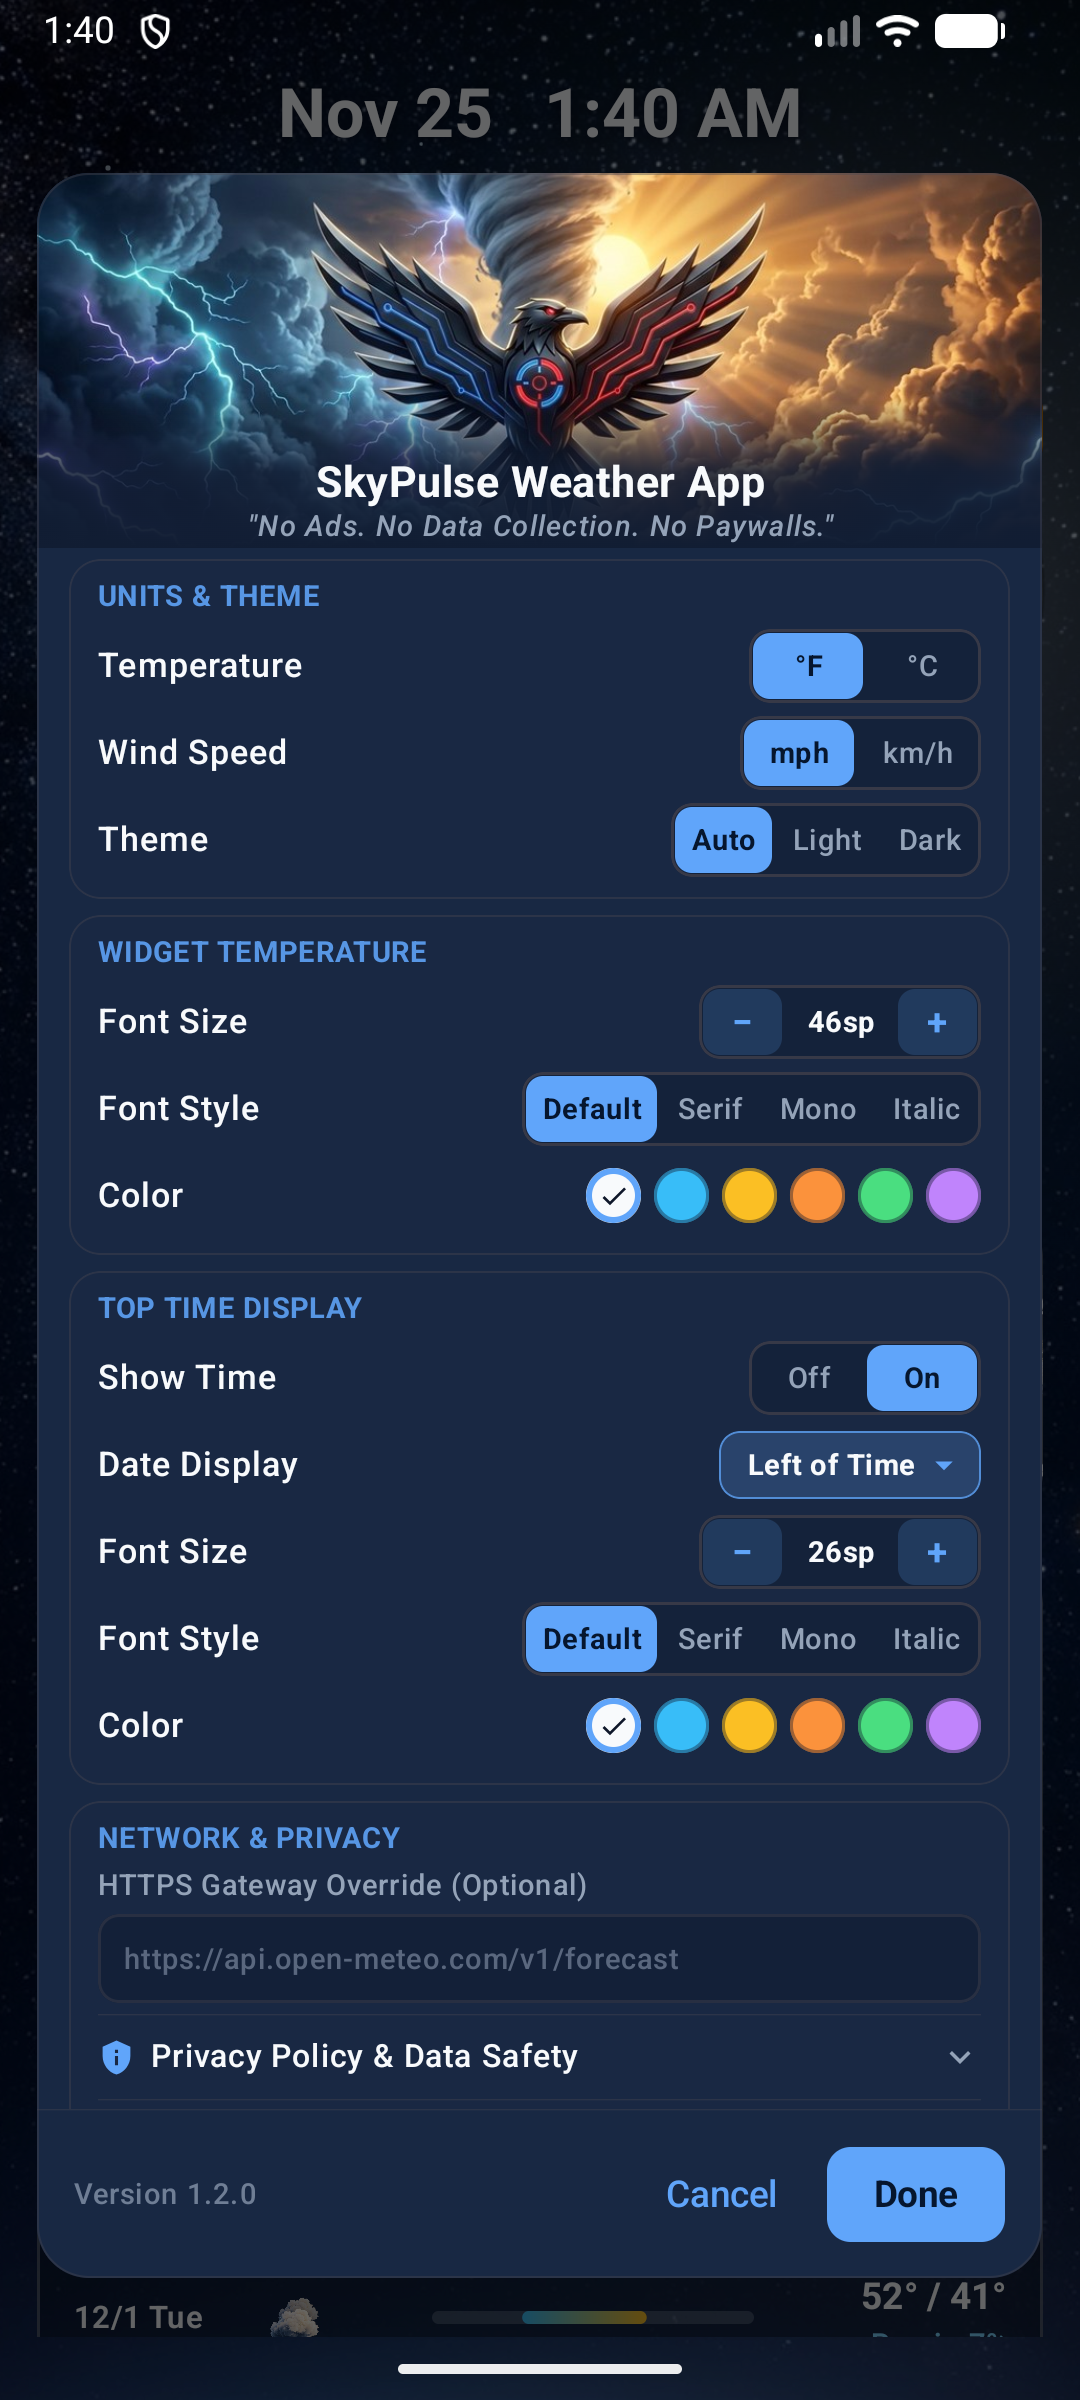 1:40
Nov 25 1:40 AM
SkyPulse Weather App
"No Ads. No Data Collection. No Paywalls."
UNITS & THEME
Temperature °F °C
Wind Speed mph km/h
Theme Auto Light Dark
WIDGET TEMPERATURE
Font Size − 46sp +
Font Style Default Serif Mono Italic
Color
TOP TIME DISPLAY
Show Time Off On
Date Display Left of Time
Font Size − 26sp +
Font Style Default Serif Mono Italic
Color
NETWORK & PRIVACY
HTTPS Gateway Override (Optional)
https://api.open-meteo.com/v1/forecast
Privacy Policy & Data Safety
Version 1.2.0 Cancel Done
12/1 Tue 52° / 41°